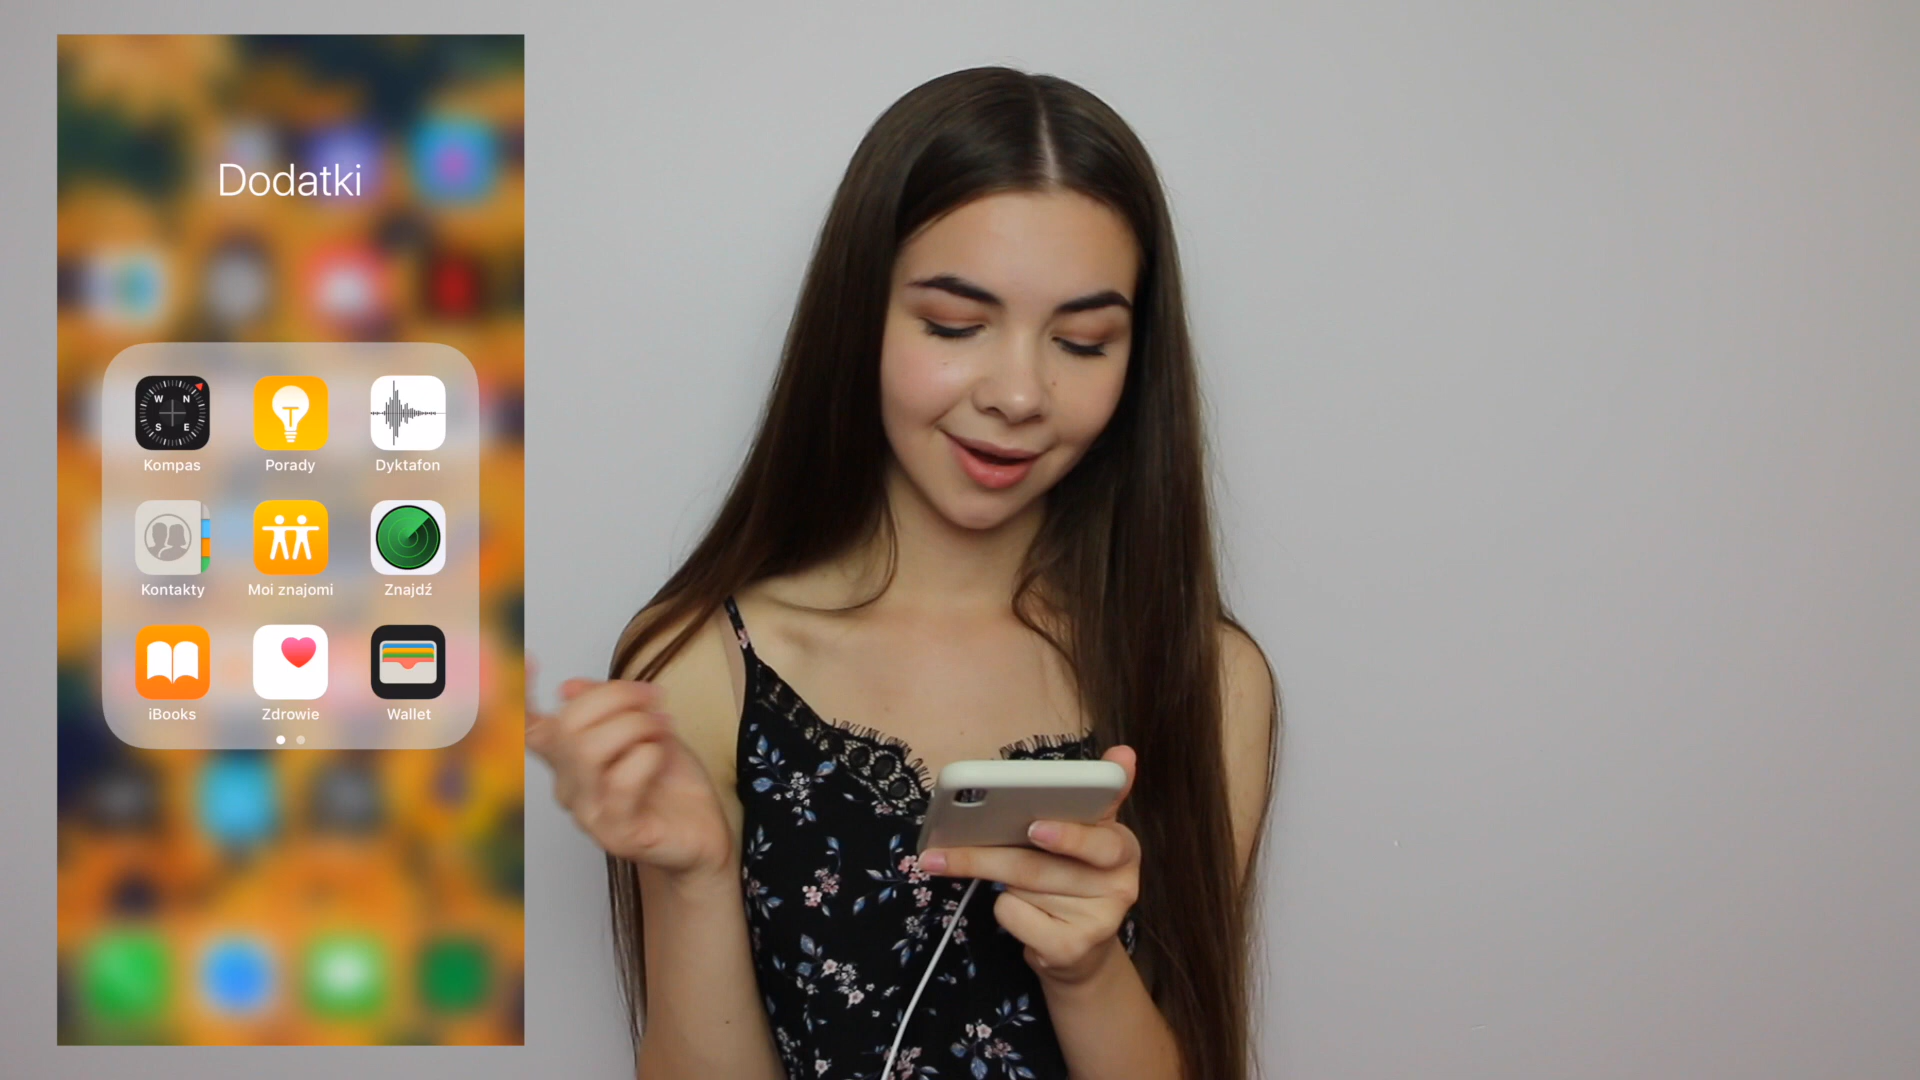 Dodatki
W N
S E
Kompas Porady Dyktafon
Kontakty Moi znajomi Znajdź
iBooks Zdrowie Wallet